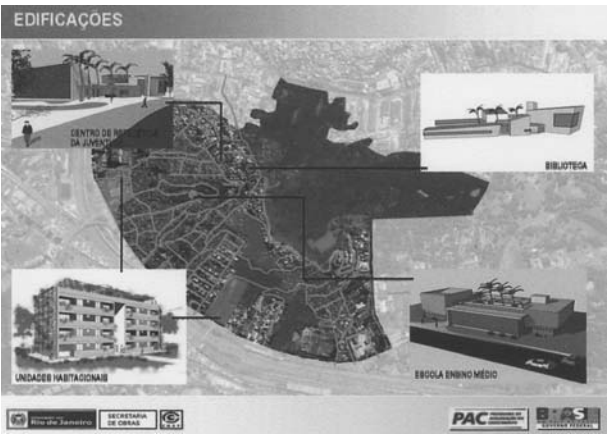 EDIFICAÇÕES
CENTRO DE REFERÊNCIA
DA JUVENTUDE
BIBLIOTECA
UNIDADES HABITACIONAIS
ESCOLA ENSINO MÉDIO
Rio de Janeiro
SECRETARIA
DE OBRAS
PAC
GOVERNO FEDERAL